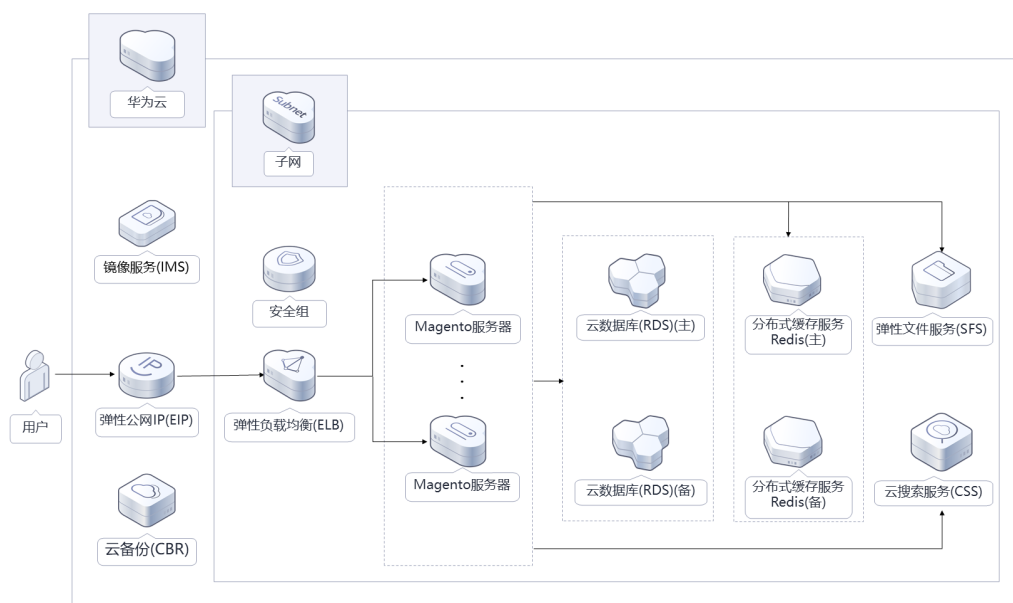 华为云
Subnet
子网
镜像服务(IMS)
安全组
Magento服务器
云数据库(RDS)(主)
分布式缓存服务
Redis(主)
弹性文件服务(SFS)
用户
IP
弹性公网IP(EIP)
弹性负载均衡(ELB)
Magento服务器
云数据库(RDS)(备)
分布式缓存服务
Redis(备)
云搜索服务(CSS)
云备份(CBR)